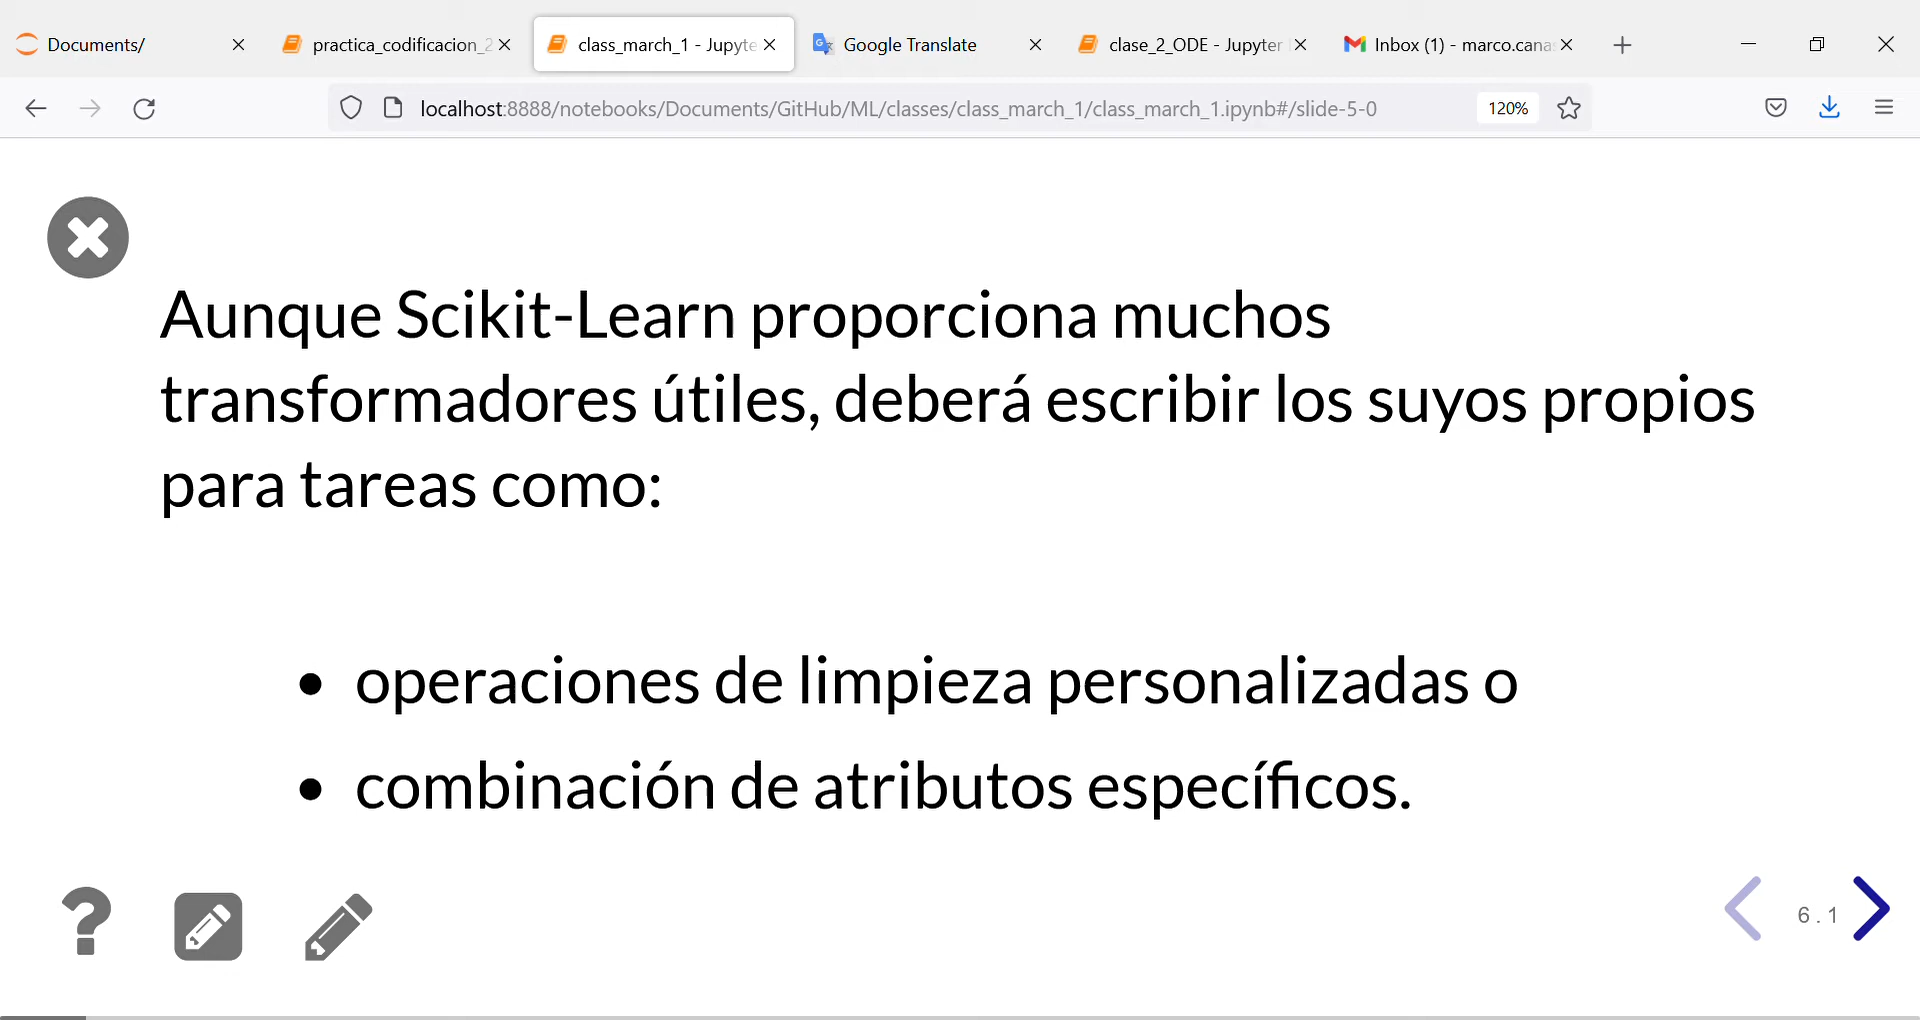 Documents/
practica_codificacion_2
class_march_1 - Jupyte
Google Translate
clase_2_ODE - Jupyter
Inbox (1) - marco.cana
localhost:8888/notebooks/Documents/GitHub/ML/classes/class_march_1/class_march_1.ipynb#/slide-5-0
120%
Aunque Scikit-Learn proporciona muchos
transformadores útiles, deberá escribir los suyos propios
para tareas como:
• operaciones de limpieza personalizadas o
• combinación de atributos específicos.
6.1